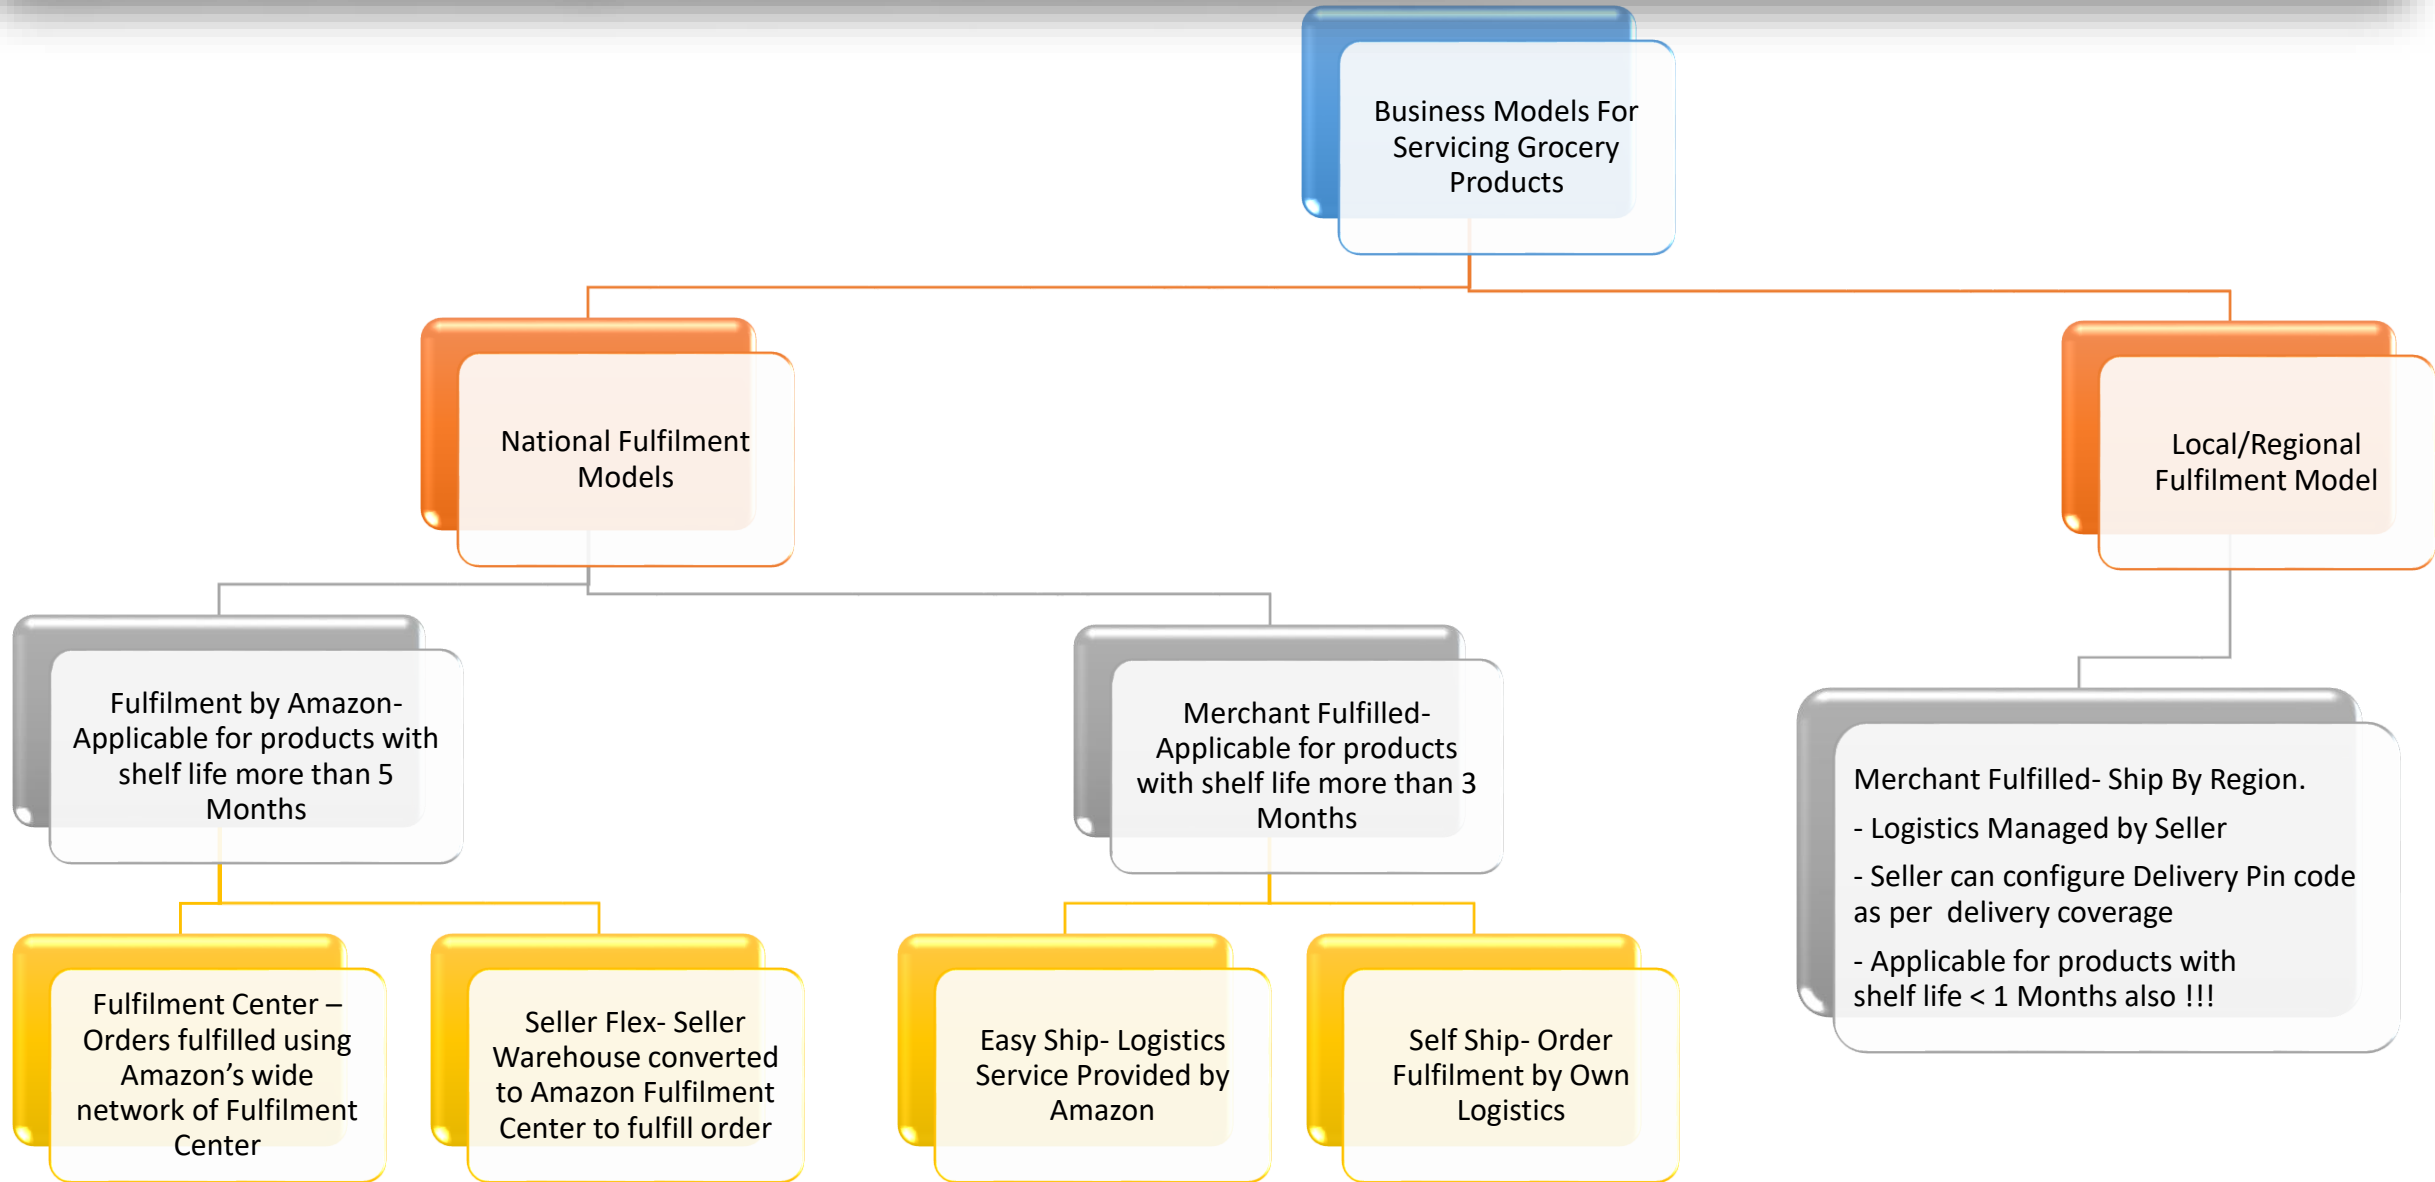 Business Models For
Servicing Grocery
Products
National Fulfilment
Models
Local/Regional
Fulfilment Model
Fulfilment by Amazon-
Applicable for products with
shelf life more than 5
Months
Merchant Fulfilled-
Applicable for products
with shelf life more than 3
Months
Merchant Fulfilled- Ship By Region.
- Logistics Managed by Seller
- Seller can configure Delivery Pin code
as per  delivery coverage
- Applicable for products with
shelf life < 1 Months also !!!
Fulfilment Center –
Orders fulfilled using
Amazon’s wide
network of Fulfilment
Center
Seller Flex- Seller
Warehouse converted
to Amazon Fulfilment
Center to fulfill order
Easy Ship- Logistics
Service Provided by
Amazon
Self Ship- Order
Fulfilment by Own
Logistics